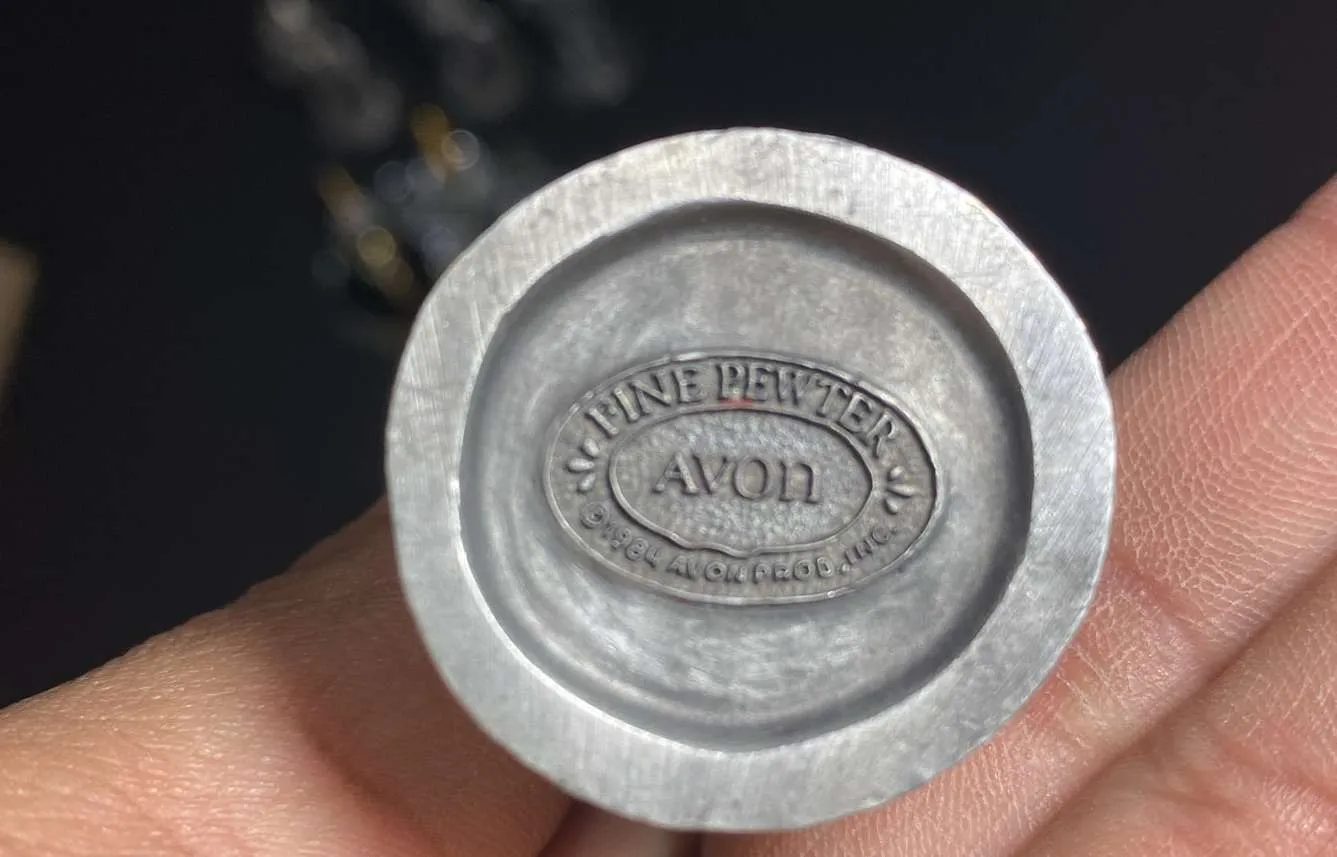 FINE PEWTER
AVON
© 1984 AVON PROD., INC.